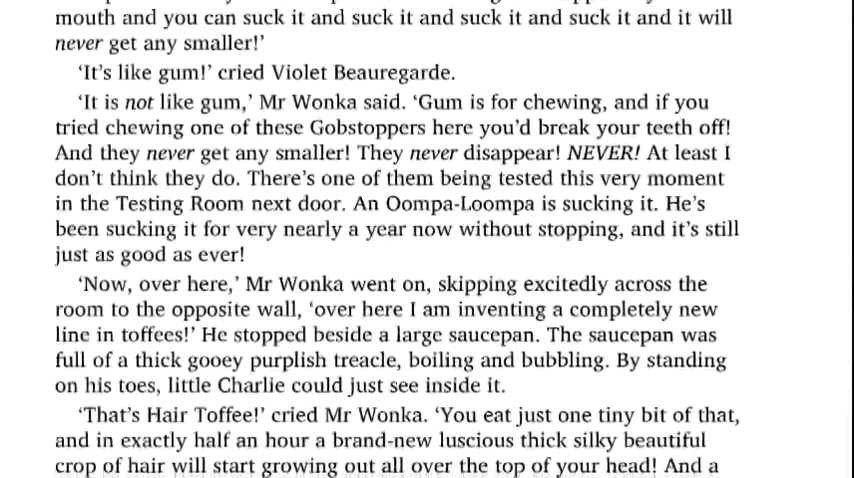 mouth and you can suck it and suck it and suck it and suck it and it will
never get any smaller!’
‘It’s like gum!’ cried Violet Beauregarde.
‘It is not like gum,’ Mr Wonka said. ‘Gum is for chewing, and if you
tried chewing one of these Gobstoppers here you’d break your teeth off!
And they never get any smaller! They never disappear! NEVER! At least I
don’t think they do. There’s one of them being tested this very moment
in the Testing Room next door. An Oompa-Loompa is sucking it. He’s
been sucking it for very nearly a year now without stopping, and it’s still
just as good as ever!
‘Now, over here,’ Mr Wonka went on, skipping excitedly across the
room to the opposite wall, ‘over here I am inventing a completely new
line in toffees!’ He stopped beside a large saucepan. The saucepan was
full of a thick gooey purplish treacle, boiling and bubbling. By standing
on his toes, little Charlie could just see inside it.
‘That’s Hair Toffee!’ cried Mr Wonka. ‘You eat just one tiny bit of that,
and in exactly half an hour a brand-new luscious thick silky beautiful
crop of hair will start growing out all over the top of your head! And a